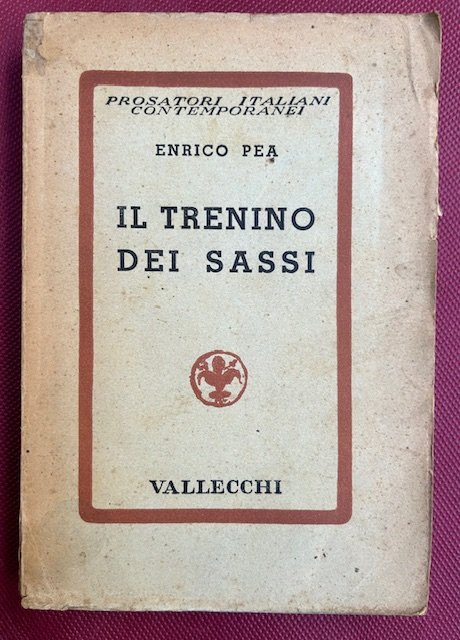 PROSATORI ITALIANI
CONTEMPORANEI
ENRICO PEA
IL TRENINO
DEI SASSI
VALLECCHI